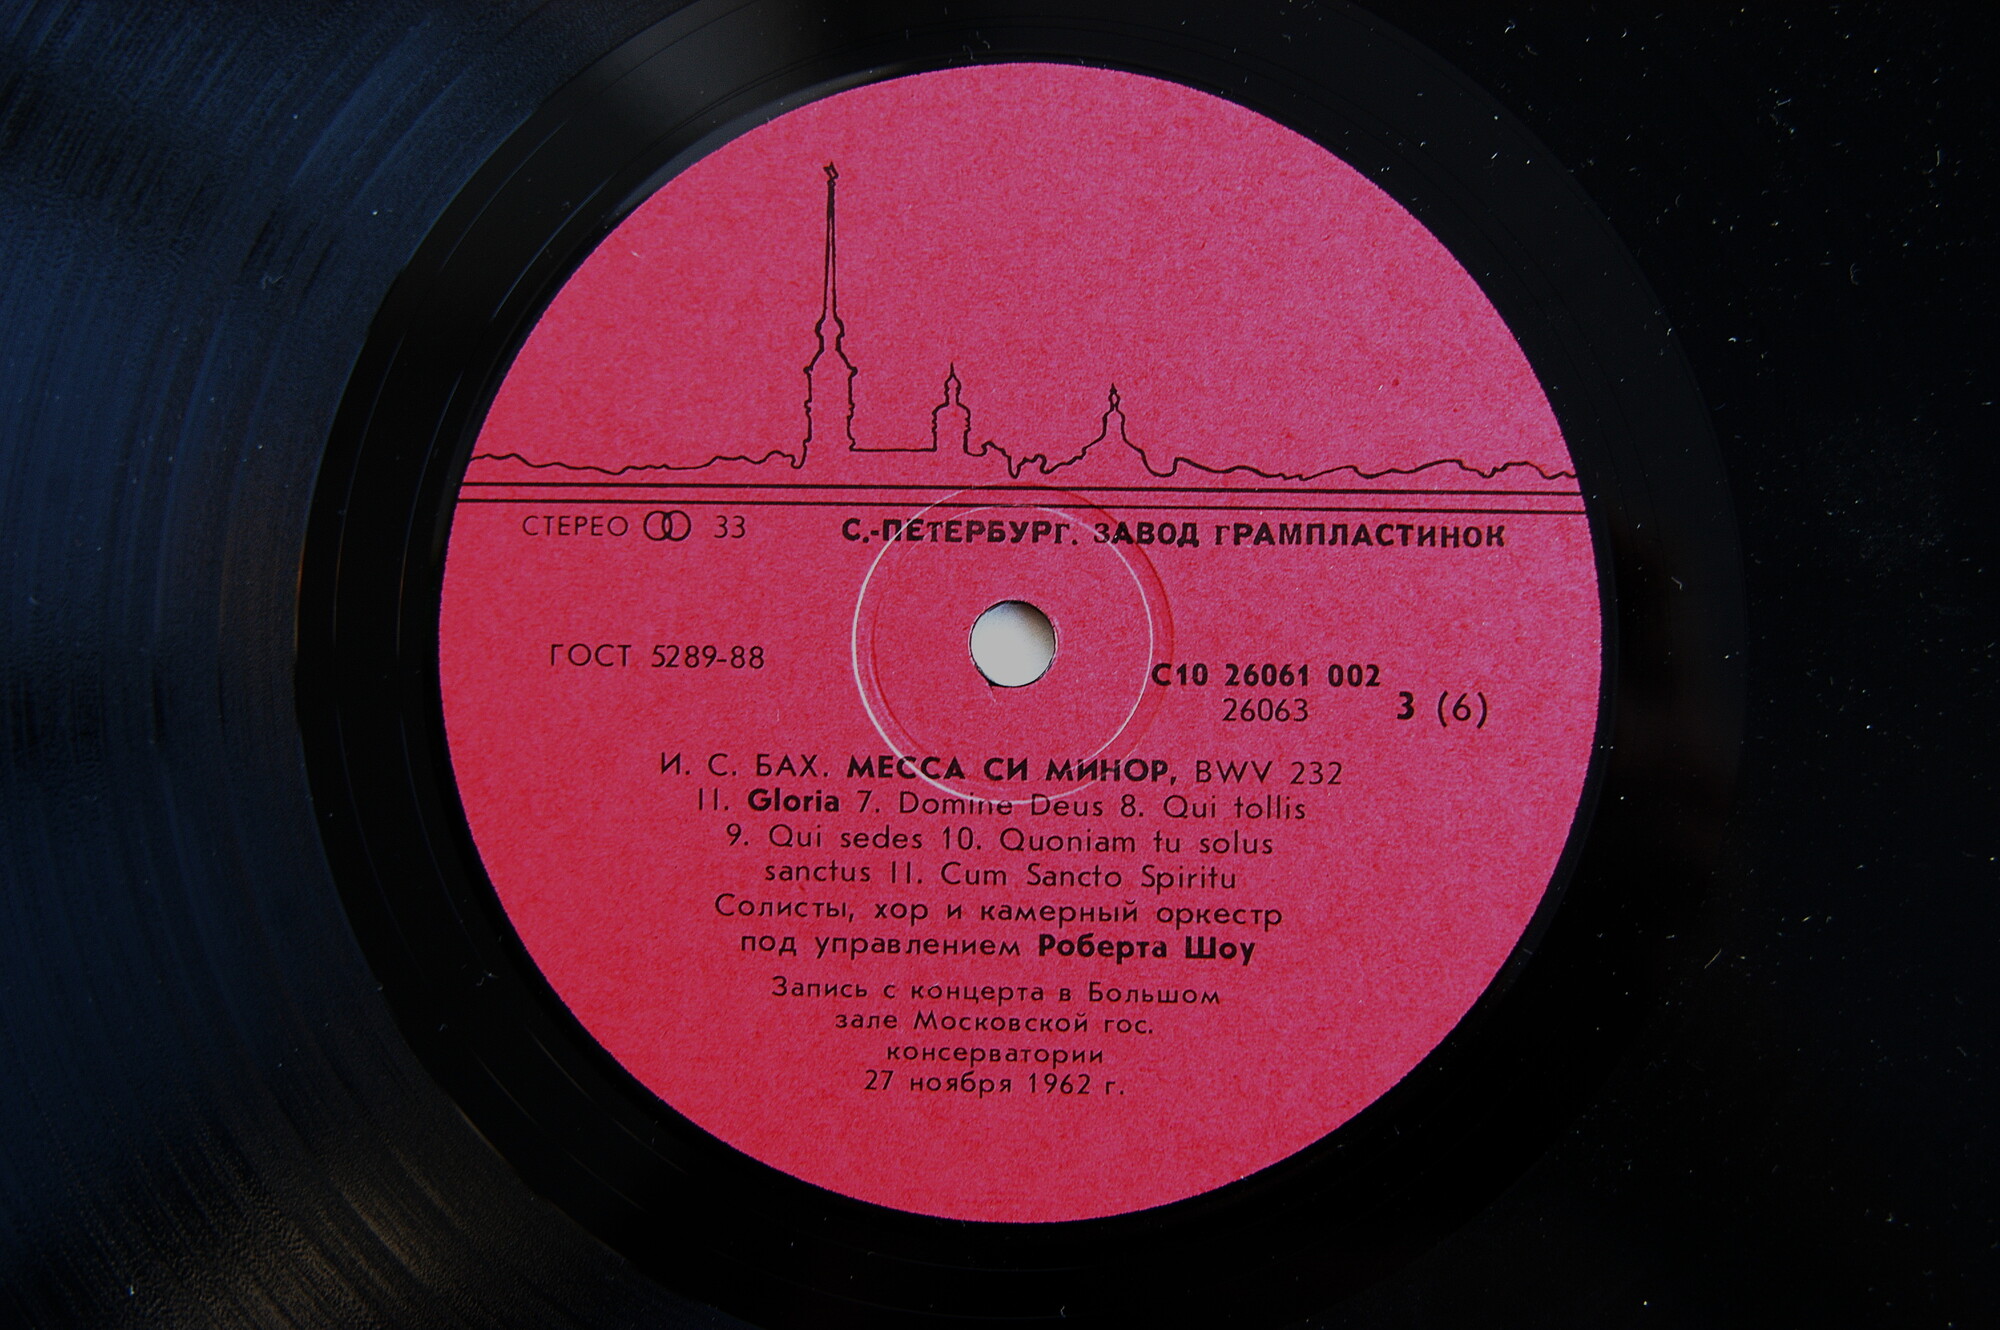 СТЕРЕО 33 С.-ПЕТЕРБУРГ. ЗАВОД ГРАМПЛАСТИНОК
ГОСТ 5289-88
С10 26061 002
26063 3 (6)
И. С. БАХ. МЕССА СИ МИНОР, BWV 232
II. Gloria 7. Domine Deus 8. Qui tollis
9. Qui sedes 10. Quoniam tu solus
sanctus 11. Cum Sancto Spiritu
Солисты, хор и камерный оркестр
под управлением Роберта Шоу
Запись с концерта в Большом
зале Московской гос.
консерватории
27 ноября 1962 г.